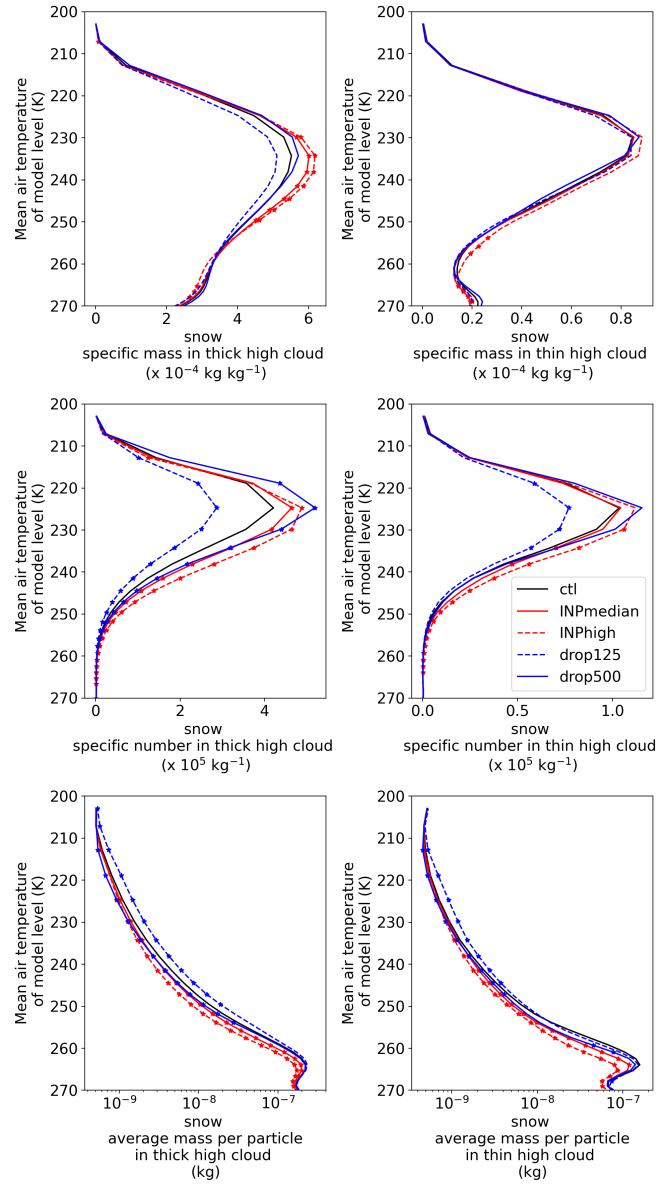 200
210
220
230
240
250
260
270
Mean air temperature
of model level (K)
0
2
4
6
snow
specific mass in thick high cloud
(x 10⁻⁴ kg kg⁻¹)
200
210
220
230
240
250
260
270
Mean air temperature
of model level (K)
0.0
0.2
0.4
0.6
0.8
snow
specific mass in thin high cloud
(x 10⁻⁴ kg kg⁻¹)
200
210
220
230
240
250
260
270
Mean air temperature
of model level (K)
0
2
4
snow
specific number in thick high cloud
(x 10⁵ kg⁻¹)
200
210
220
230
240
250
260
270
Mean air temperature
of model level (K)
ctl
INPmedian
INPhigh
drop125
drop500
0.0
0.5
1.0
snow
specific number in thin high cloud
(x 10⁵ kg⁻¹)
200
210
220
230
240
250
260
270
Mean air temperature
of model level (K)
10⁻⁹
10⁻⁸
10⁻⁷
snow
average mass per particle
in thick high cloud
(kg)
200
210
220
230
240
250
260
270
Mean air temperature
of model level (K)
10⁻⁹
10⁻⁸
10⁻⁷
snow
average mass per particle
in thin high cloud
(kg)